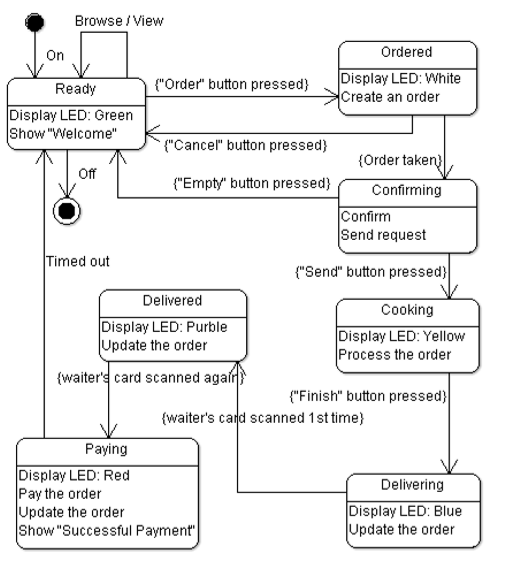 Browse / View
On
Ready
Display LED: Green
Show "Welcome"
{"Order" button pressed}
Ordered
Display LED: White
Create an order
{"Cancel" button pressed}
{Order taken}
Off
{"Empty" button pressed}
Confirming
Confirm
Send request
Timed out
{"Send" button pressed}
Delivered
Display LED: Purble
Update the order
Cooking
Display LED: Yellow
Process the order
{waiter's card scanned again}
{"Finish" button pressed}
{waiter's card scanned 1st time}
Paying
Display LED: Red
Pay the order
Update the order
Show "Successful Payment"
Delivering
Display LED: Blue
Update the order